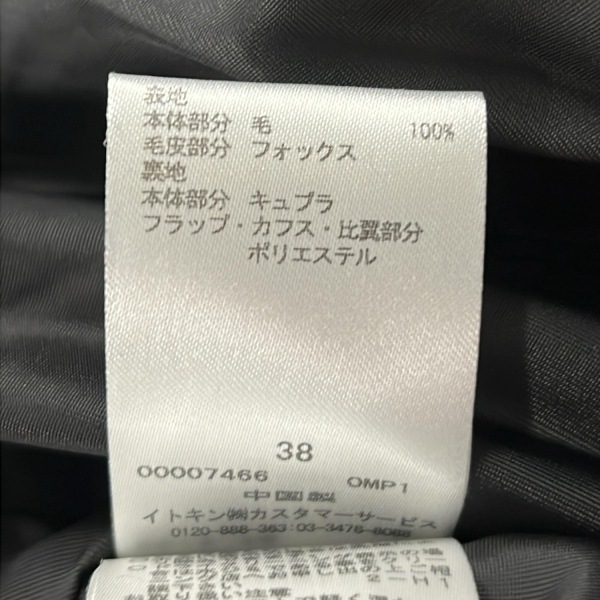 表地
本体部分 毛 100%
毛皮部分 フォックス
裏地
本体部分 キュプラ
フラップ・カフス・比翼部分
ポリエステル
38
00007466 OMP1
中国製
イトキン㈱カスタマーサービス
0120-888-363:03-3478-8088